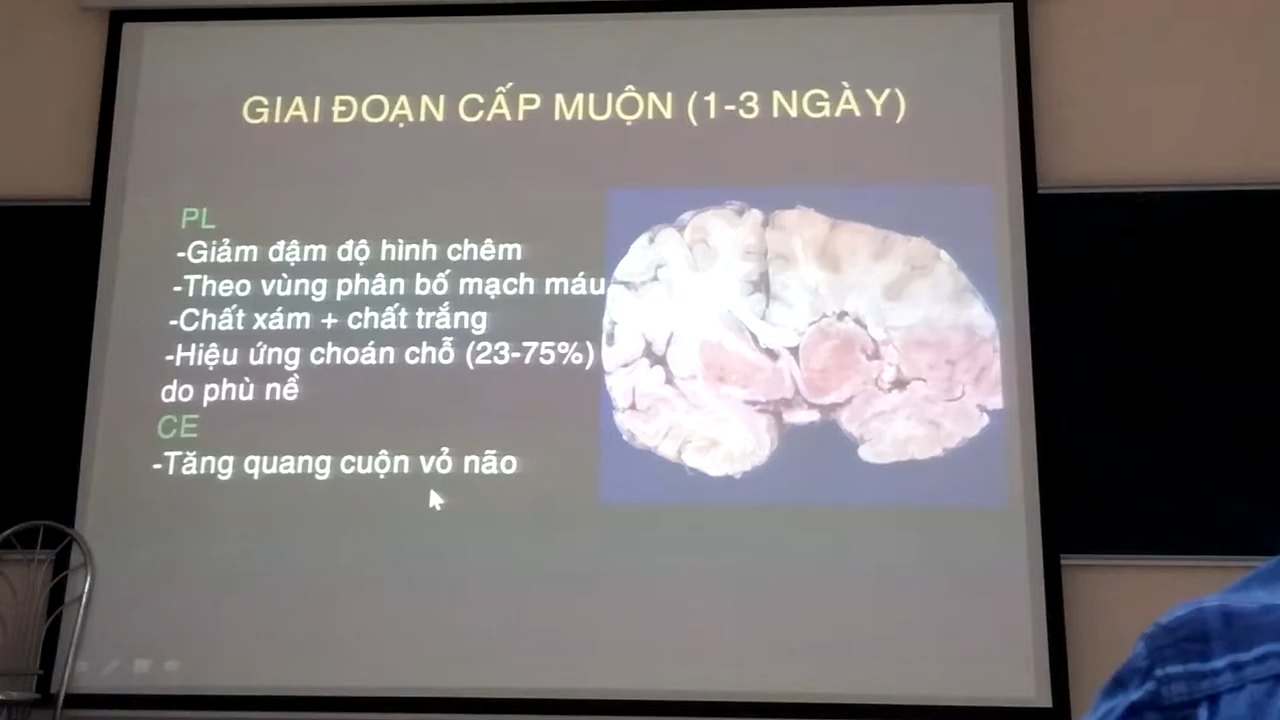 GIAI ĐOẠN CẤP MUỘN (1-3 NGÀY)
PL
-Giảm đậm độ hình chêm
-Theo vùng phân bố mạch máu
-Chất xám + chất trắng
-Hiệu ứng choán chỗ (23-75%)
do phù nề
CE
-Tăng quang cuộn vỏ não